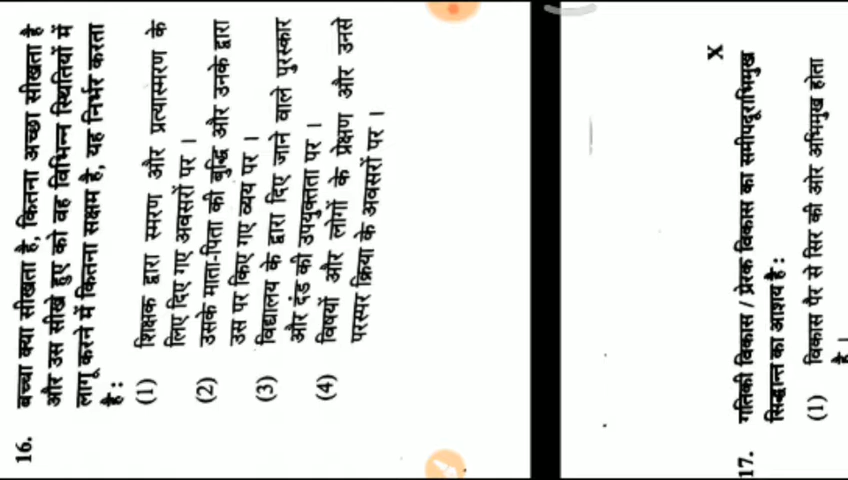 16. बच्चा क्या सीखता है, कितना अच्छा सीखता है
और उस सीखे हुए को वह विभिन्न स्थितियों में
लागू करने में कितना सक्षम है, यह निर्भर करता
है :
(1) शिक्षक द्वारा स्मरण और प्रत्यास्मरण के
लिए दिए गए अवसरों पर ।
(2) उसके माता-पिता की बुद्धि और उनके द्वारा
उस पर किए गए व्यय पर ।
(3) विद्यालय के द्वारा दिए जाने वाले पुरस्कार
और दंड की उपयुक्तता पर ।
(4) विषयों और लोगों के प्रेक्षण और उनसे
परस्पर क्रिया के अवसरों पर ।
X
17. गतिकी विकास / प्रेरक विकास का समीपदूराभिमुख
सिद्धान्त का आशय है :
(1) विकास पैर से सिर की ओर अभिमुख होता
है ।